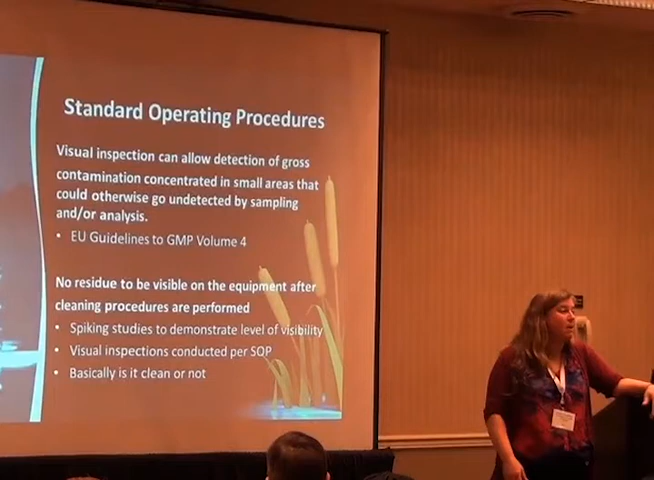 Standard Operating Procedures
Visual inspection can allow detection of gross
contamination concentrated in small areas that
could otherwise go undetected by sampling
and/or analysis.
• EU Guidelines to GMP Volume 4
No residue to be visible on the equipment after
cleaning procedures are performed
• Spiking studies to demonstrate level of visibility
• Visual inspections conducted per SOP
• Basically is it clean or not